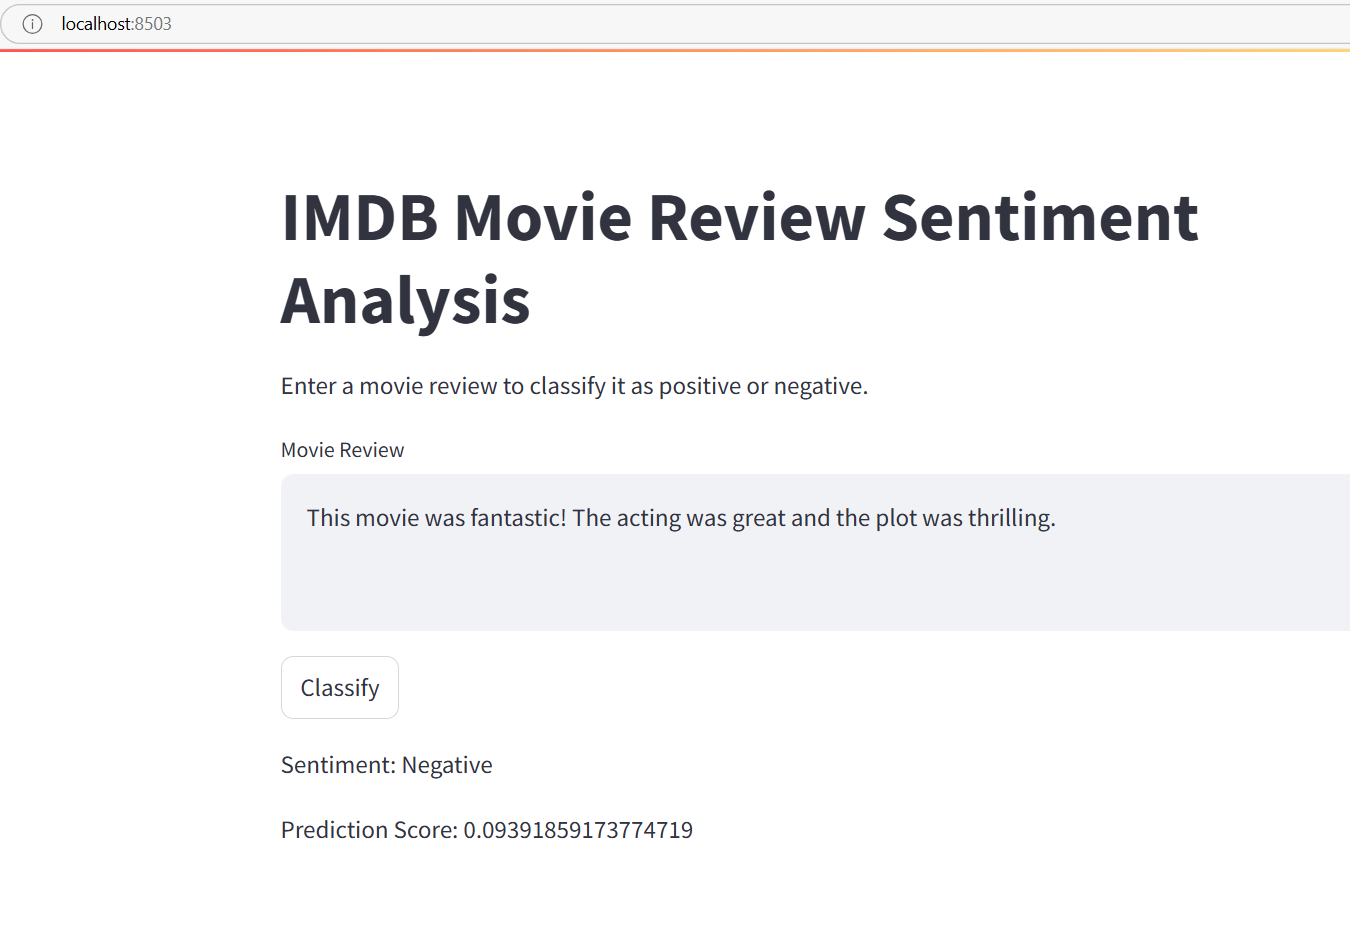 localhost:8503
IMDB Movie Review Sentiment
Analysis
Enter a movie review to classify it as positive or negative.
Movie Review
This movie was fantastic! The acting was great and the plot was thrilling.
Classify
Sentiment: Negative
Prediction Score: 0.09391859173774719